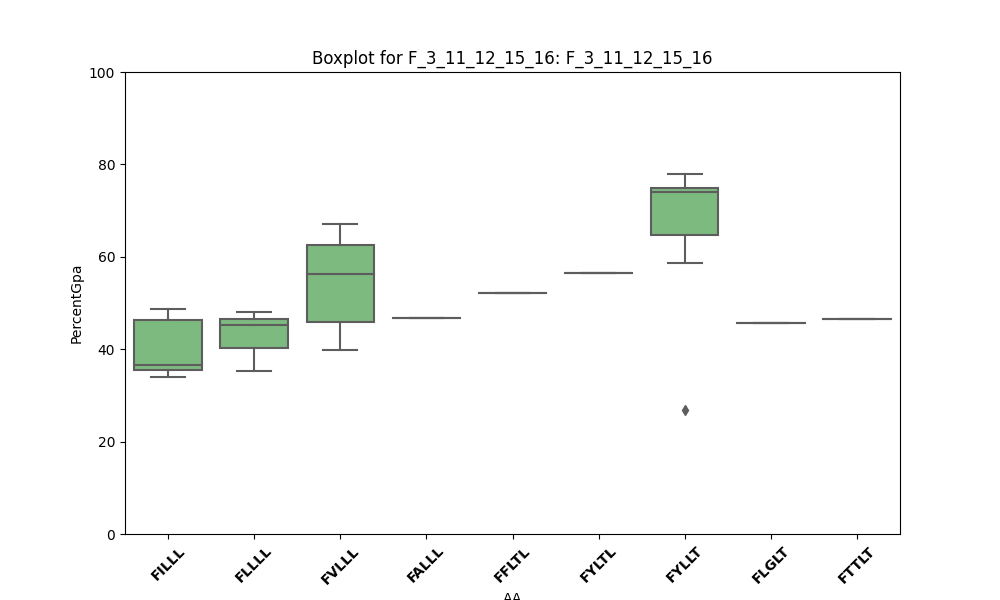 Boxplot for F_3_11_12_15_16: F_3_11_12_15_16
100
80
60
40
20
0
PercentGpa
FILLL
FLLLL
FVLLL
FALLL
FFLTL
FYLTL
FYLLT
FLGLT
FTTLT
AA